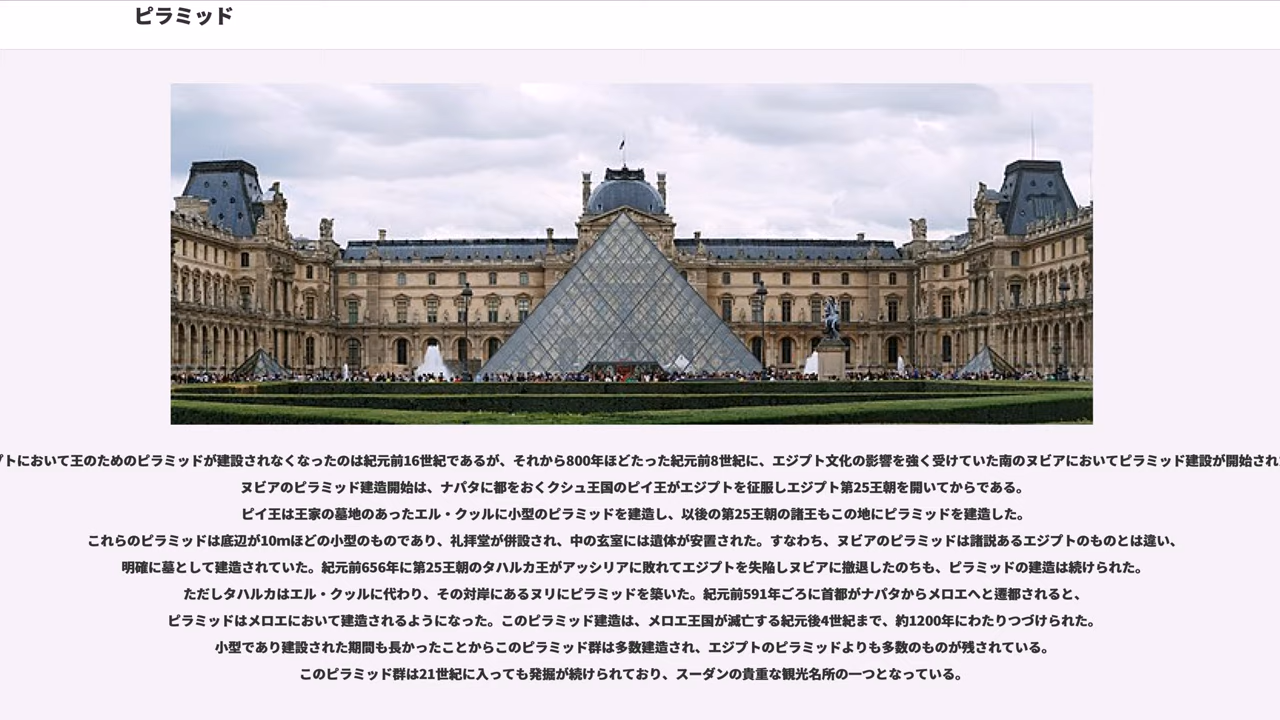 ピラミッド
プトにおいて王のためのピラミッドが建設されなくなったのは紀元前16世紀であるが、それから800年ほどたった紀元前8世紀に、エジプト文化の影響を強く受けていた南のヌビアにおいてピラミッド建設が開始され
ヌビアのピラミッド建造開始は、ナパタに都をおくクシュ王国のピイ王がエジプトを征服しエジプト第25王朝を開いてからである。
ピイ王は王家の墓地のあったエル・クッルに小型のピラミッドを建造し、以後の第25王朝の諸王もこの地にピラミッドを建造した。
これらのピラミッドは底辺が10mほどの小型のものであり、礼拝堂が併設され、中の玄室には遺体が安置された。すなわち、ヌビアのピラミッドは諸説あるエジプトのものとは違い、
明確に墓として建造されていた。紀元前656年に第25王朝のタハルカ王がアッシリアに敗れてエジプトを失陥しヌビアに撤退したのちも、ピラミッドの建造は続けられた。
ただしタハルカはエル・クッルに代わり、その対岸にあるヌリにピラミッドを築いた。紀元前591年ごろに首都がナパタからメロエへと遷都されると、
ピラミッドはメロエにおいて建造されるようになった。このピラミッド建造は、メロエ王国が滅亡する紀元後4世紀まで、約1200年にわたりつづけられた。
小型であり建設された期間も長かったことからこのピラミッド群は多数建造され、エジプトのピラミッドよりも多数のものが残されている。
このピラミッド群は21世紀に入っても発掘が続けられており、スーダンの貴重な観光名所の一つとなっている。